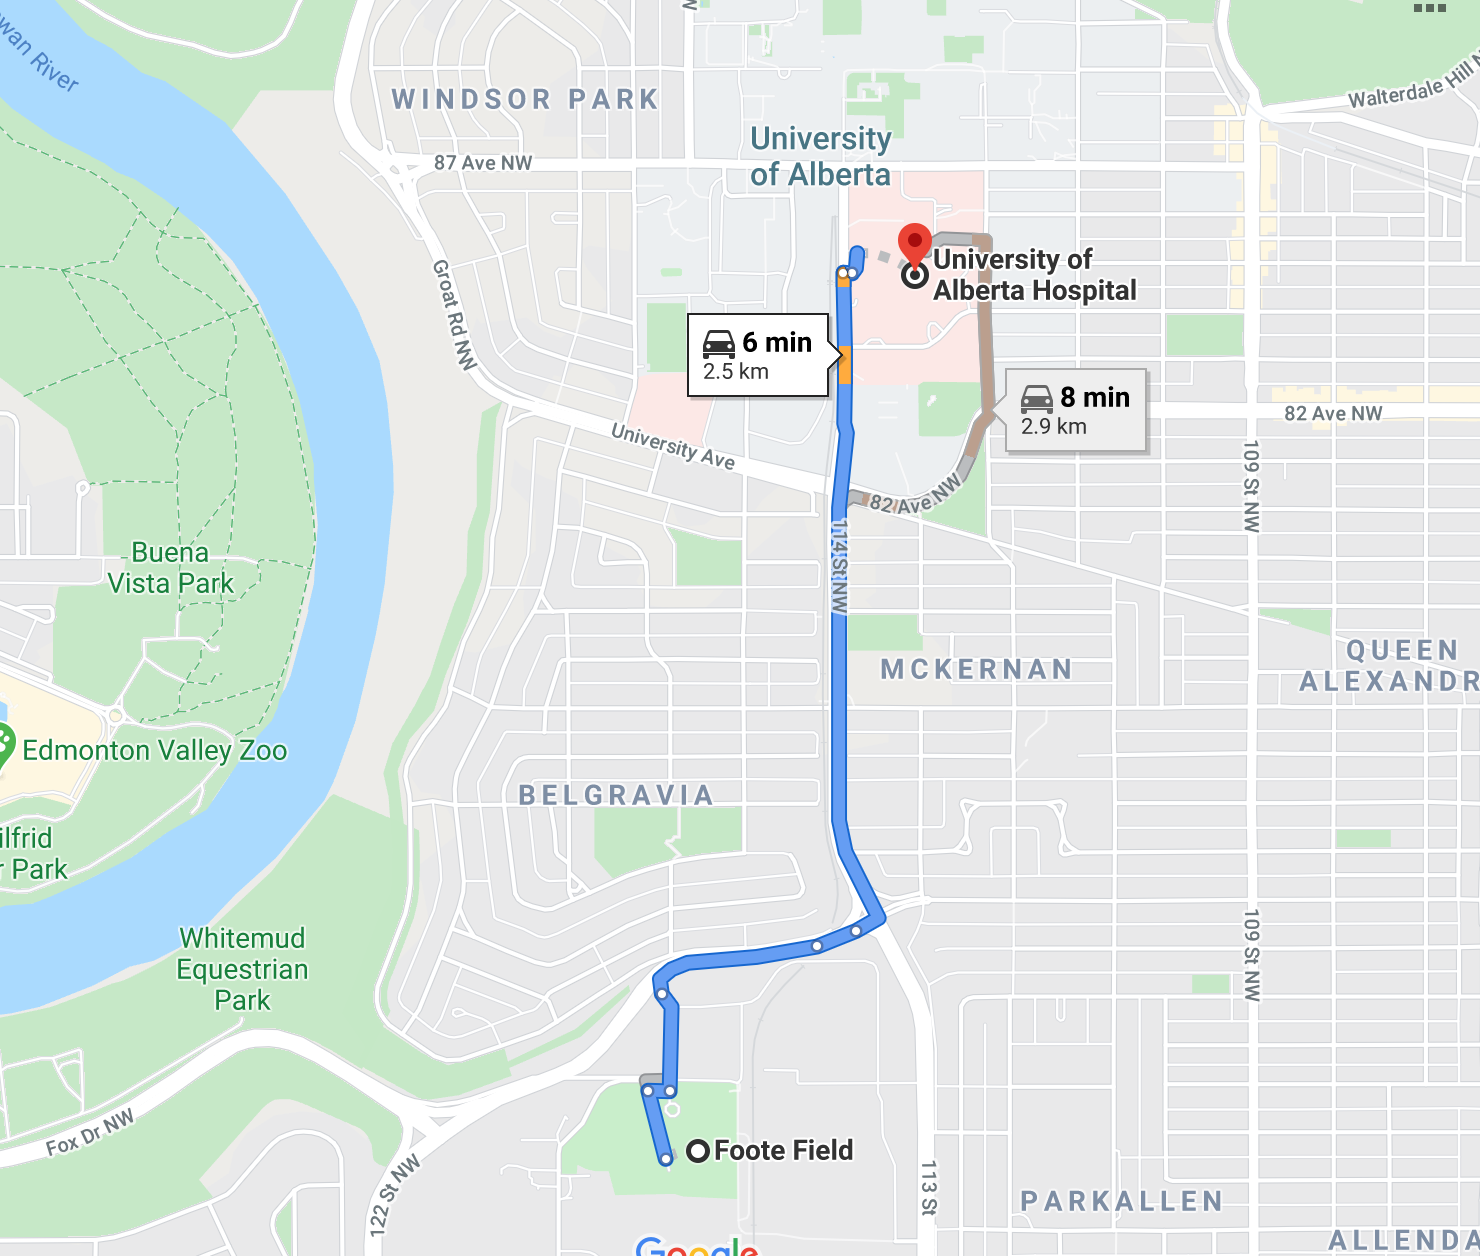 wan River
WINDSOR PARK
W
87 Ave NW
University
of Alberta
Walterdale Hill N
Groat Rd NW
University of
Alberta Hospital
6 min
2.5 km
8 min
2.9 km
82 Ave NW
University Ave
109 St NW
82 Ave NW
114 St NW
Buena
Vista Park
MCKERNAN
QUEEN
ALEXANDR
Edmonton Valley Zoo
BELGRAVIA
ilfrid
r Park
Whitemud
Equestrian
Park
109 St NW
Fox Dr NW
Foote Field
122 St NW
113 St
PARKALLEN
ALLENDA
Google